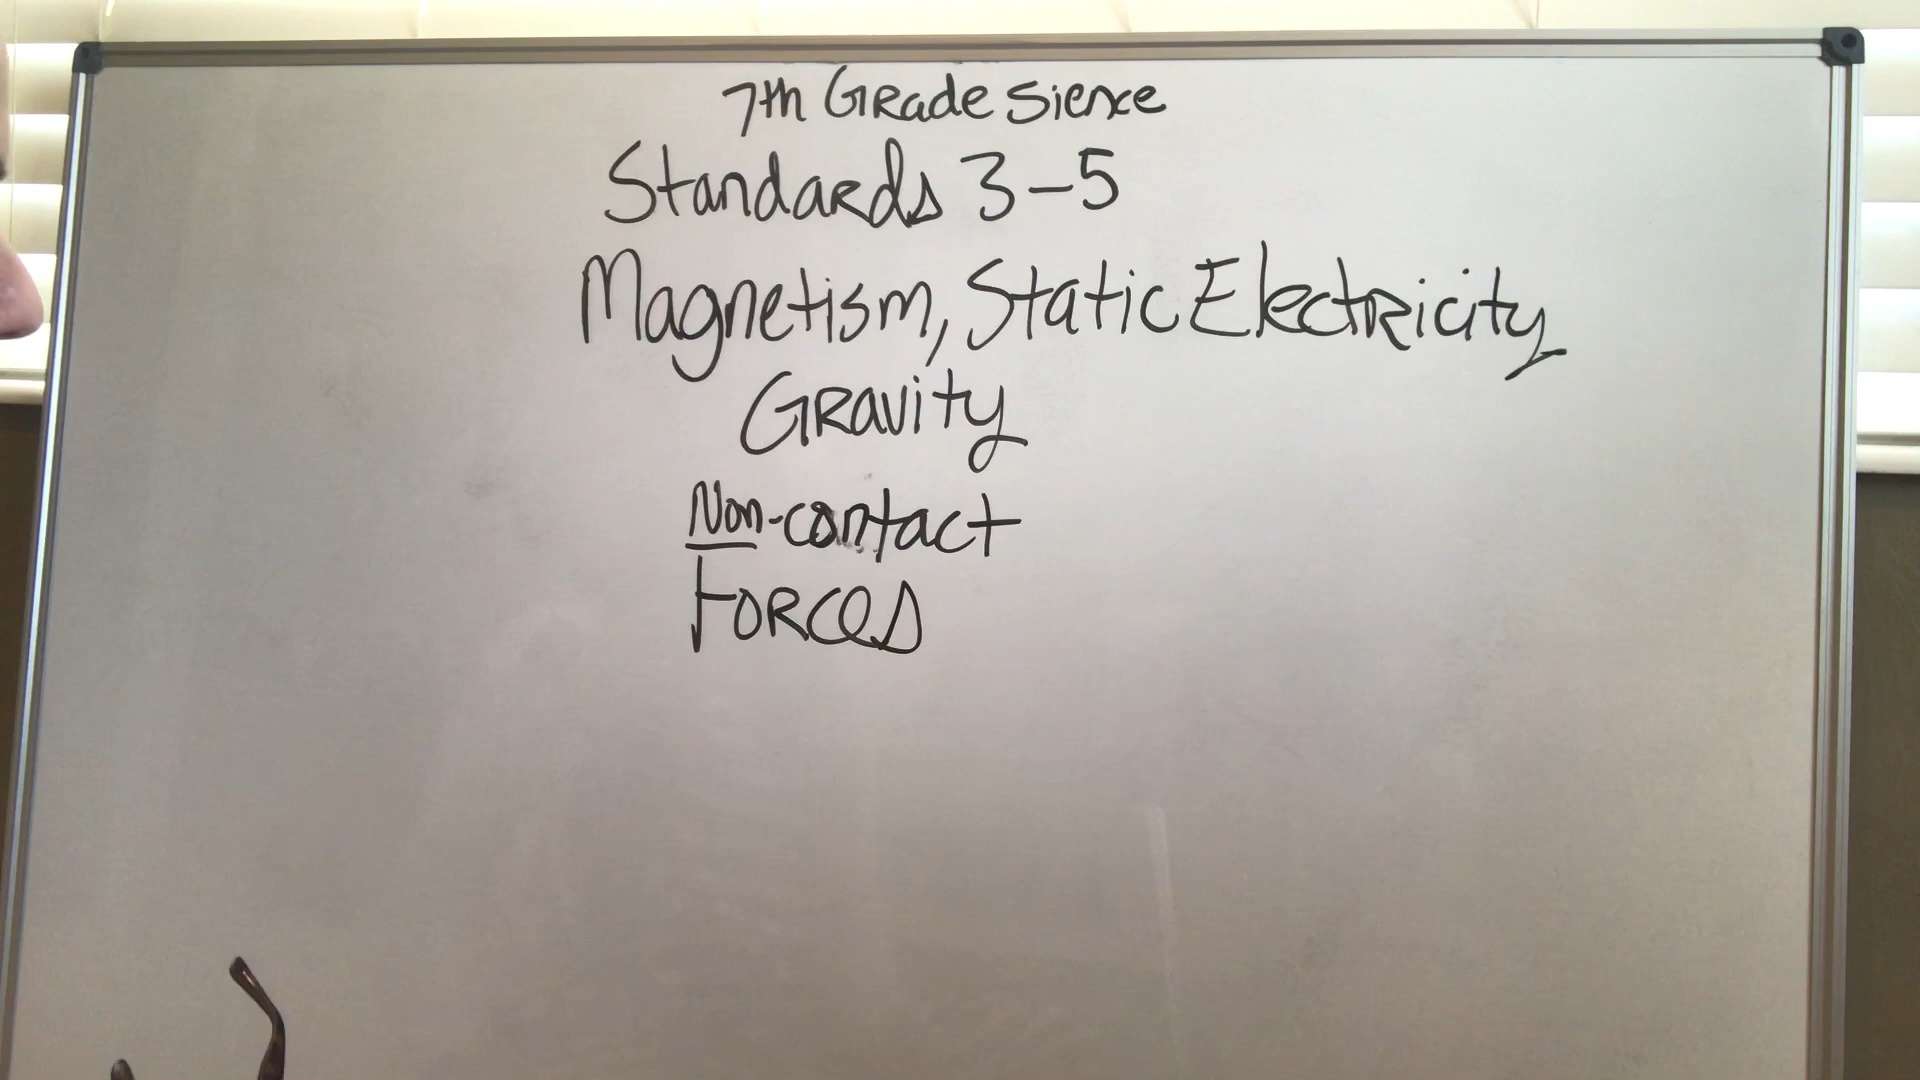 7th Grade Sience
Standards 3-5
Magnetism, Static Electricity
Gravity
Non-contact
Forces